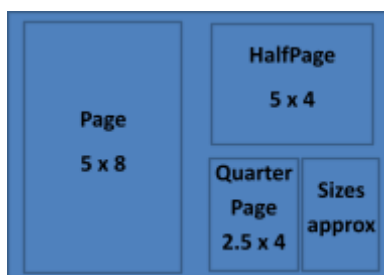 Page
5 x 8
HalfPage
5 x 4
Quarter
Page
2.5 x 4
Sizes
approx